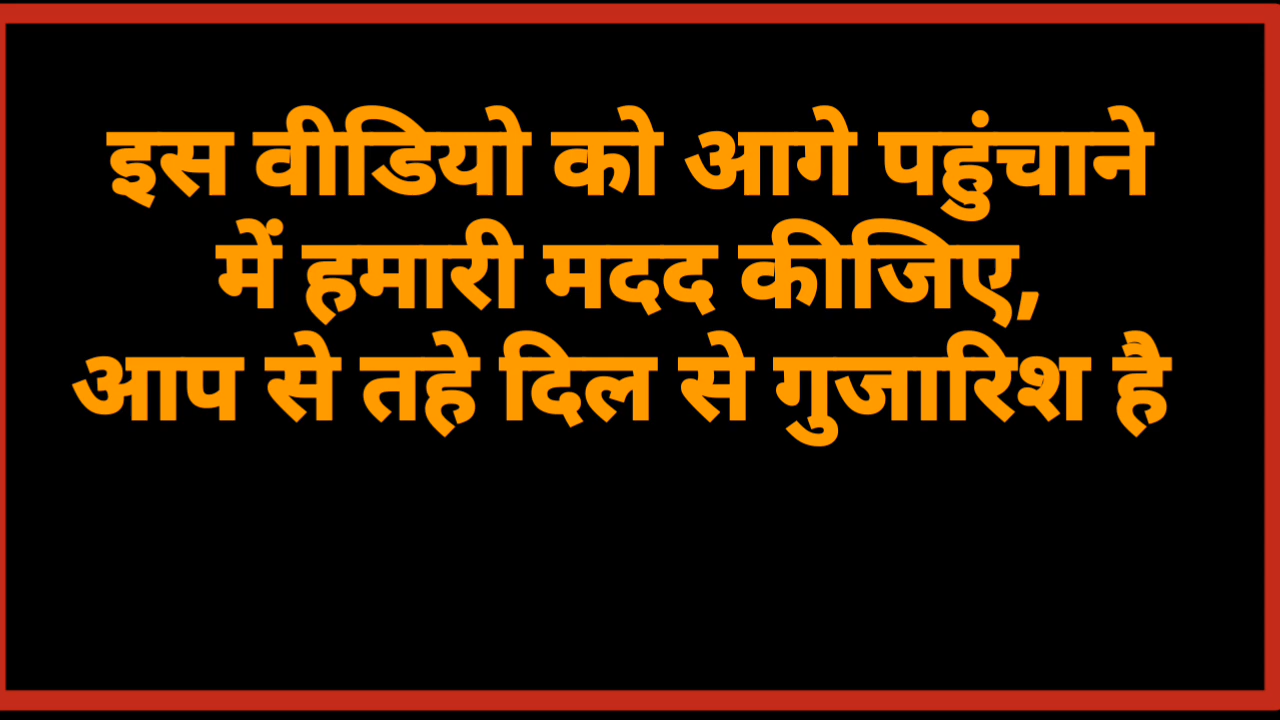 इस वीडियो को आगे पहुंचाने
में हमारी मदद कीजिए,
आप से तहे दिल से गुजारिश है